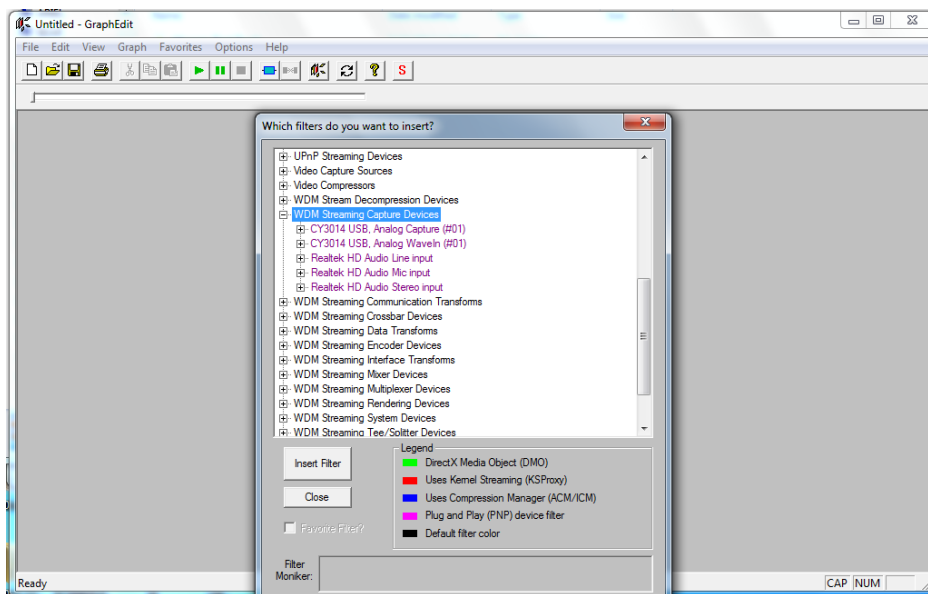 Untitled - GraphEdit
File Edit View Graph Favorites Options Help
S
Which filters do you want to insert?
UPnP Streaming Devices
Video Capture Sources
Video Compressors
WDM Stream Decompression Devices
WDM Streaming Capture Devices
CY3014 USB, Analog Capture (#01)
CY3014 USB, Analog WaveIn (#01)
Realtek HD Audio Line input
Realtek HD Audio Mic input
Realtek HD Audio Stereo input
WDM Streaming Communication Transforms
WDM Streaming Crossbar Devices
WDM Streaming Data Transforms
WDM Streaming Encoder Devices
WDM Streaming Interface Transforms
WDM Streaming Mixer Devices
WDM Streaming Multiplexer Devices
WDM Streaming Rendering Devices
WDM Streaming System Devices
WDM Streaming Tee/Splitter Devices
Insert Filter
Close
Favorite Filter?
Legend
DirectX Media Object (DMO)
Uses Kernel Streaming (KSProxy)
Uses Compression Manager (ACM/ICM)
Plug and Play (PNP) device filter
Default filter color
Filter
Moniker:
Ready
CAP NUM